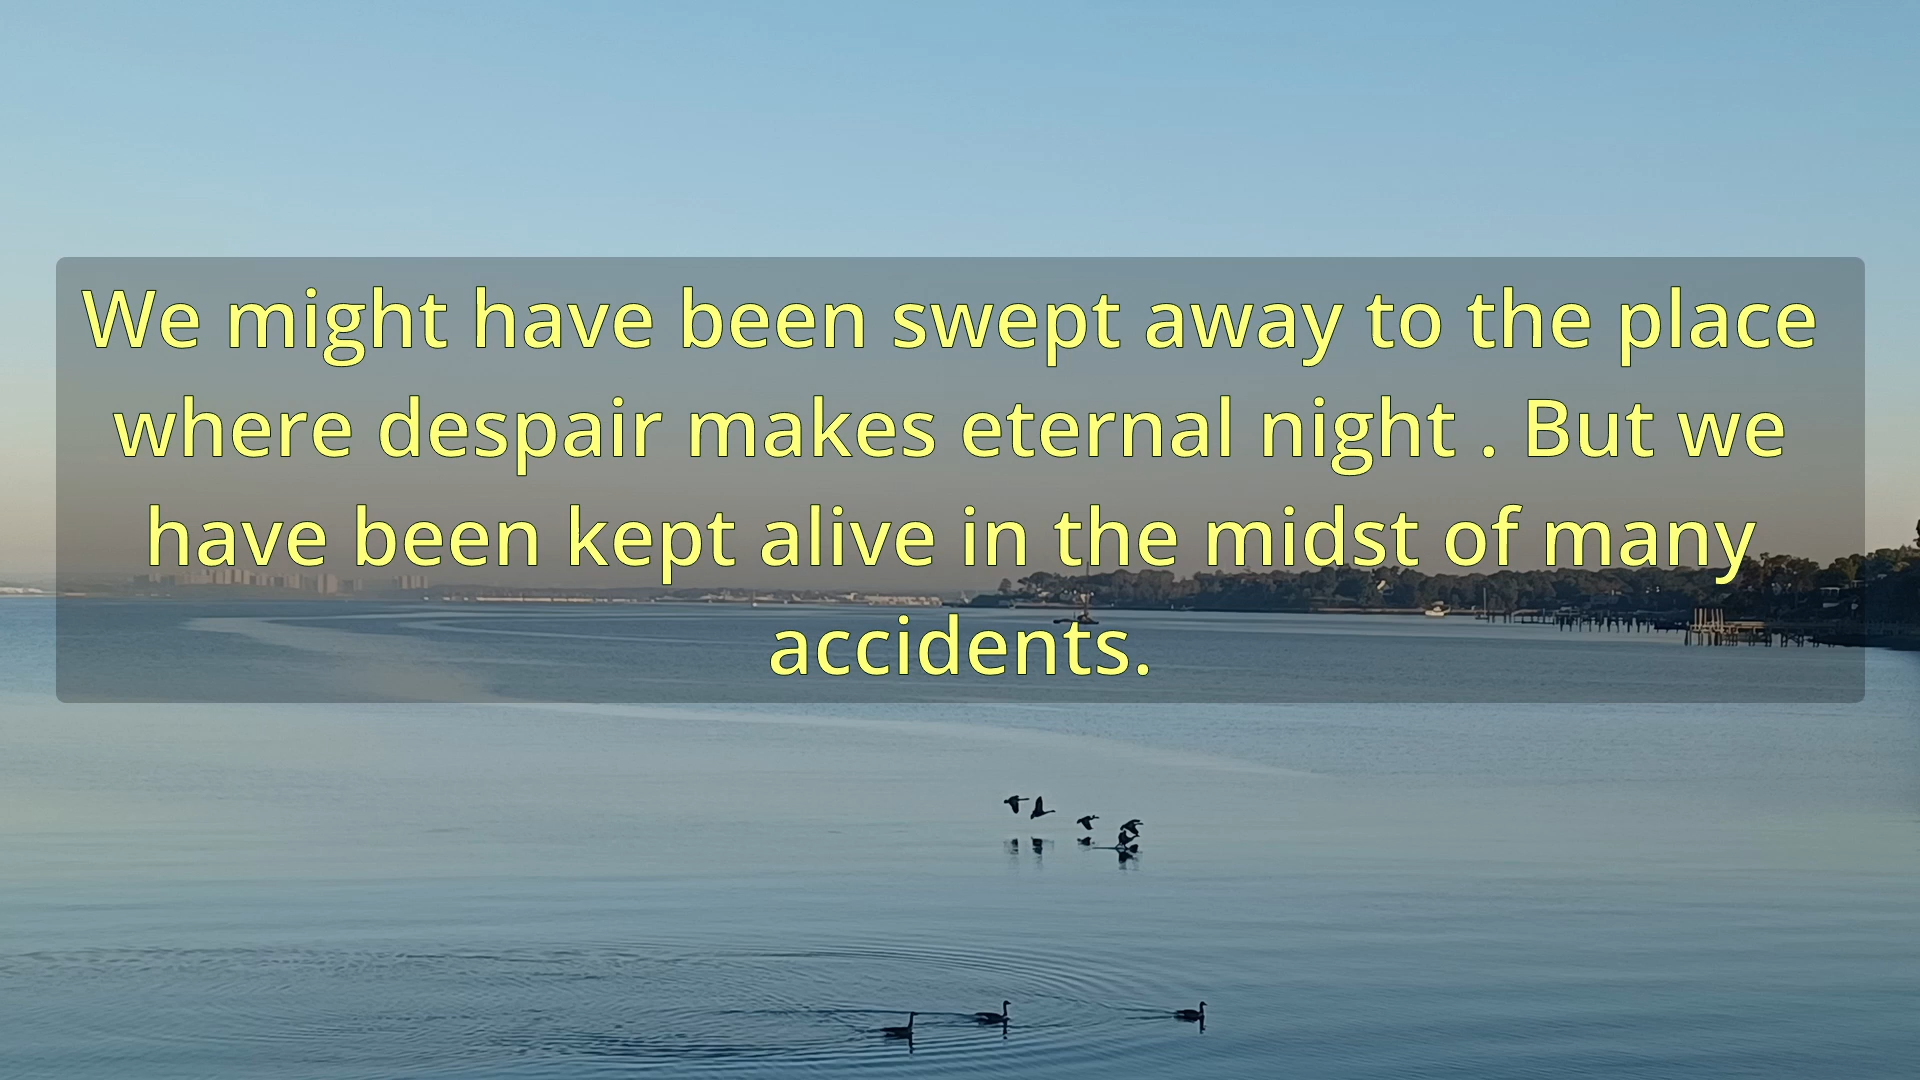 We might have been swept away to the place
where despair makes eternal night . But we
have been kept alive in the midst of many
accidents.